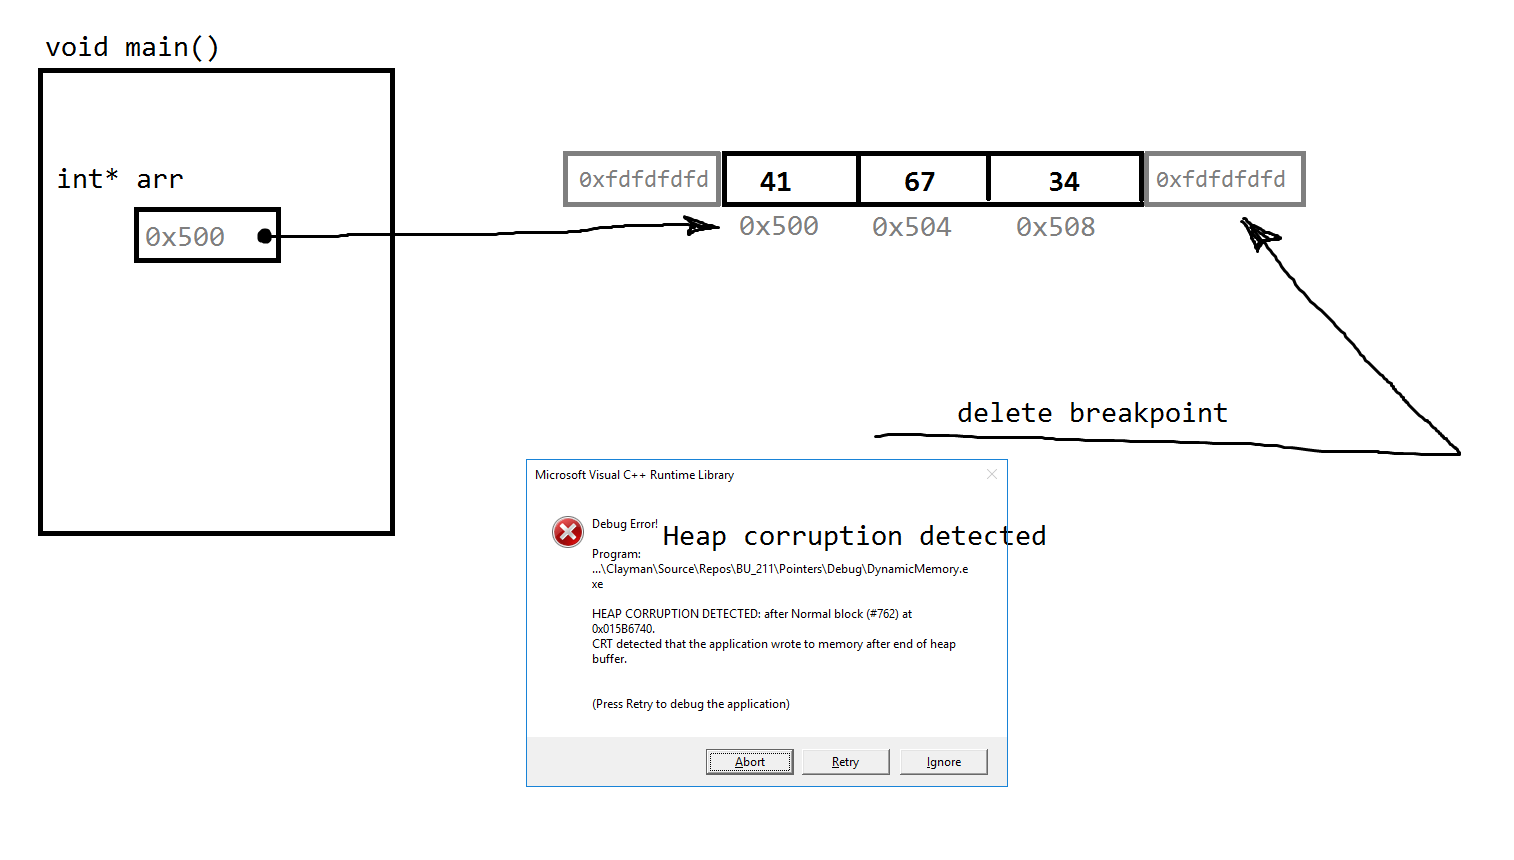 void main()
int* arr
0x500
0xfdfdfdfd 41 67 34 0xfdfdfdfd
0x500 0x504 0x508
delete breakpoint
Microsoft Visual C++ Runtime Library
Debug Error!
Heap corruption detected
Program:
...\Clayman\Source\Repos\BU_211\Pointers\Debug\DynamicMemory.e
xe
HEAP CORRUPTION DETECTED: after Normal block (#762) at
0x015B6740.
CRT detected that the application wrote to memory after end of heap
buffer.
(Press Retry to debug the application)
Abort Retry Ignore